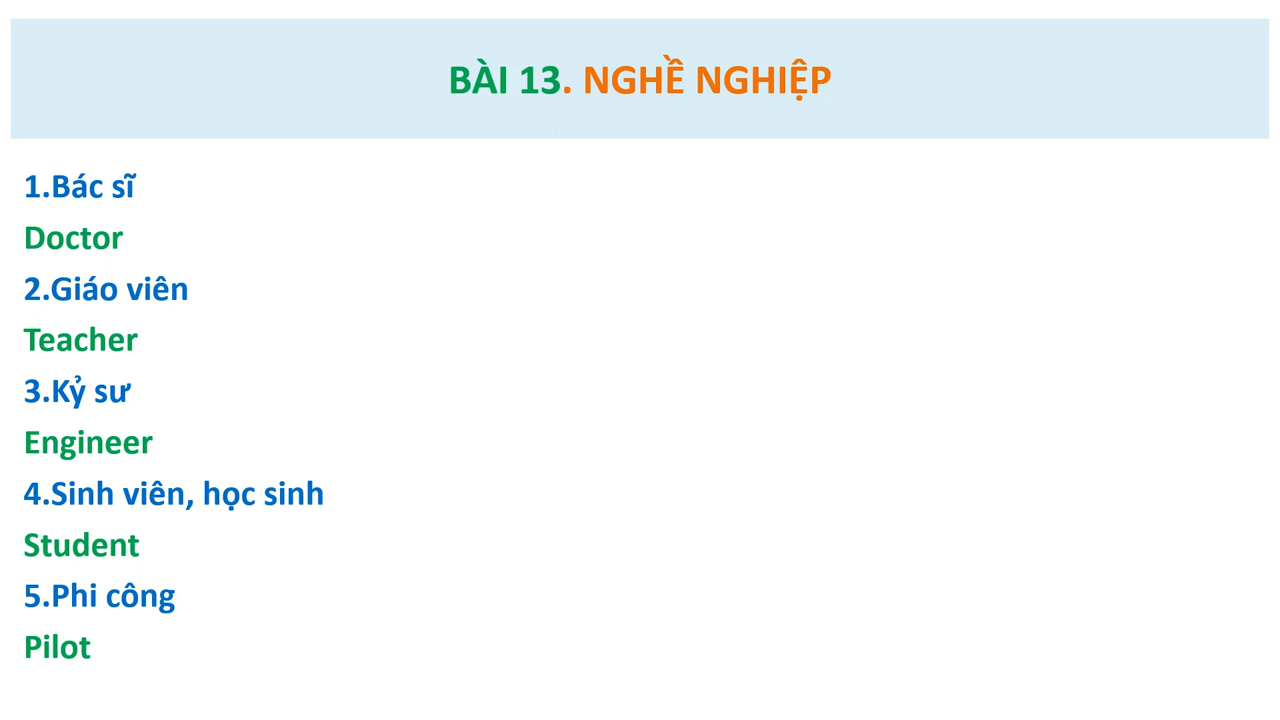 BÀI 13. NGHỀ NGHIỆP
1.Bác sĩ
Doctor
2.Giáo viên
Teacher
3.Kỷ sư
Engineer
4.Sinh viên, học sinh
Student
5.Phi công
Pilot